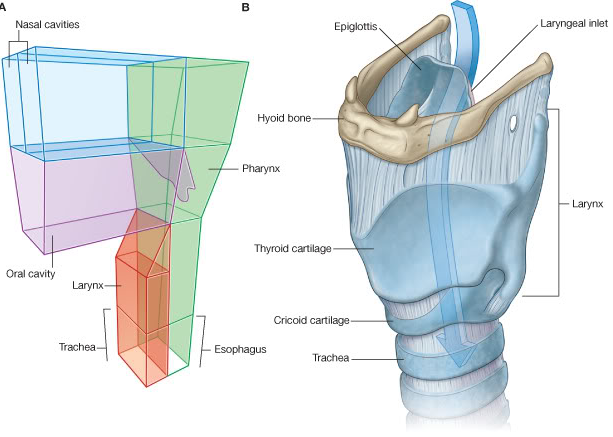 A
Nasal cavities
Pharynx
Oral cavity
Larynx
Trachea
Esophagus
B
Epiglottis
Laryngeal inlet
Hyoid bone
Larynx
Thyroid cartilage
Cricoid cartilage
Trachea